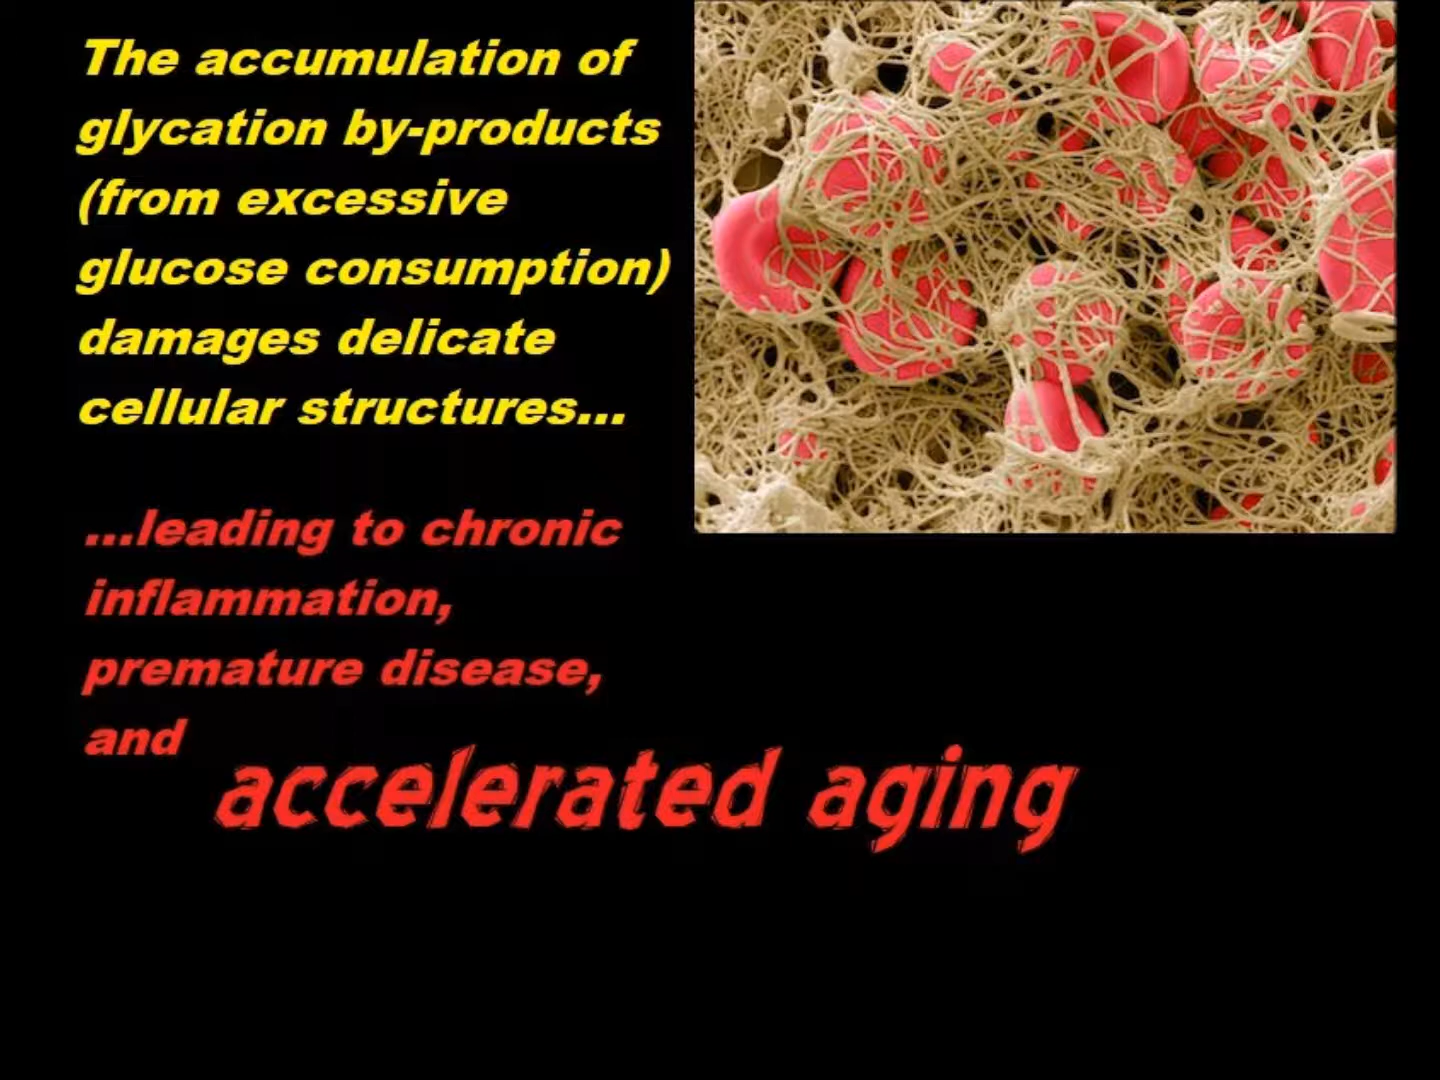 The accumulation of
glycation by-products
(from excessive
glucose consumption)
damages delicate
cellular structures...
...leading to chronic
inflammation,
premature disease,
and
accelerated aging